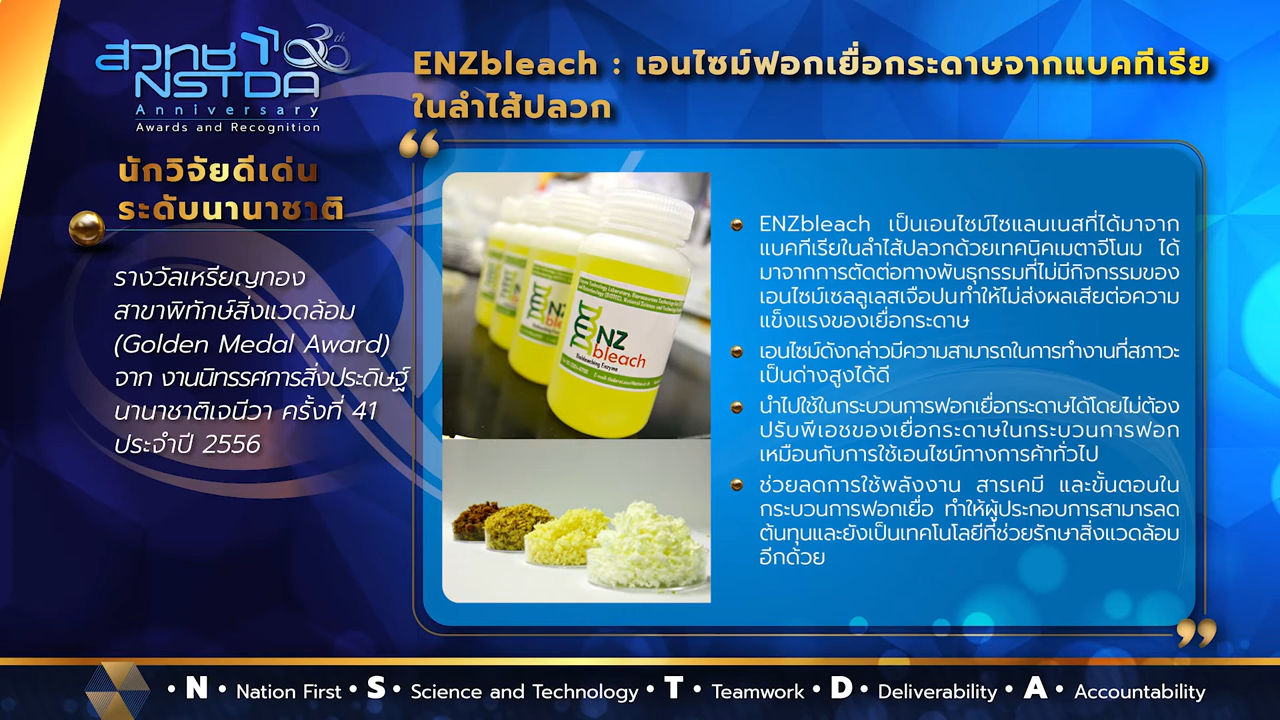 สวทช
30th
NSTDA
Anniversary
Awards and Recognition
นักวิจัยดีเด่น
ระดับนานาชาติ
รางวัลเหรียญทอง
สาขาพิทักษ์สิ่งแวดล้อม
(Golden Medal Award)
จาก งานนิทรรศการสิ่งประดิษฐ์
นานาชาติเจนีวา ครั้งที่ 41
ประจำปี 2556
ENZbleach : เอนไซม์ฟอกเยื่อกระดาษจากแบคทีเรีย
ในลำไส้ปลวก
ENZ
bleach
ENZbleach เป็นเอนไซม์ไซแลนเนสที่ได้มาจาก
แบคทีเรียในลำไส้ปลวกด้วยเทคนิคเมตาจีโนม ได้
มาจากการตัดต่อทางพันธุกรรมที่ไม่มีกิจกรรมของ
เอนไซม์เซลลูเลสเจือปนทำให้ไม่ส่งผลเสียต่อความ
แข็งแรงของเยื่อกระดาษ
เอนไซม์ดังกล่าวมีความสามารถในการทำงานที่สภาวะ
เป็นด่างสูงได้ดี
นำไปใช้ในกระบวนการฟอกเยื่อกระดาษได้โดยไม่ต้อง
ปรับพีเอชของเยื่อกระดาษในกระบวนการฟอก
เหมือนกับการใช้เอนไซม์ทางการค้าทั่วไป
ช่วยลดการใช้พลังงาน สารเคมี และขั้นตอนใน
กระบวนการฟอกเยื่อ ทำให้ผู้ประกอบการสามารลด
ต้นทุนและยังเป็นเทคโนโลยีที่ช่วยรักษาสิ่งแวดล้อม
อีกด้วย
• N • Nation First • S • Science and Technology • T • Teamwork • D • Deliverability • A • Accountability